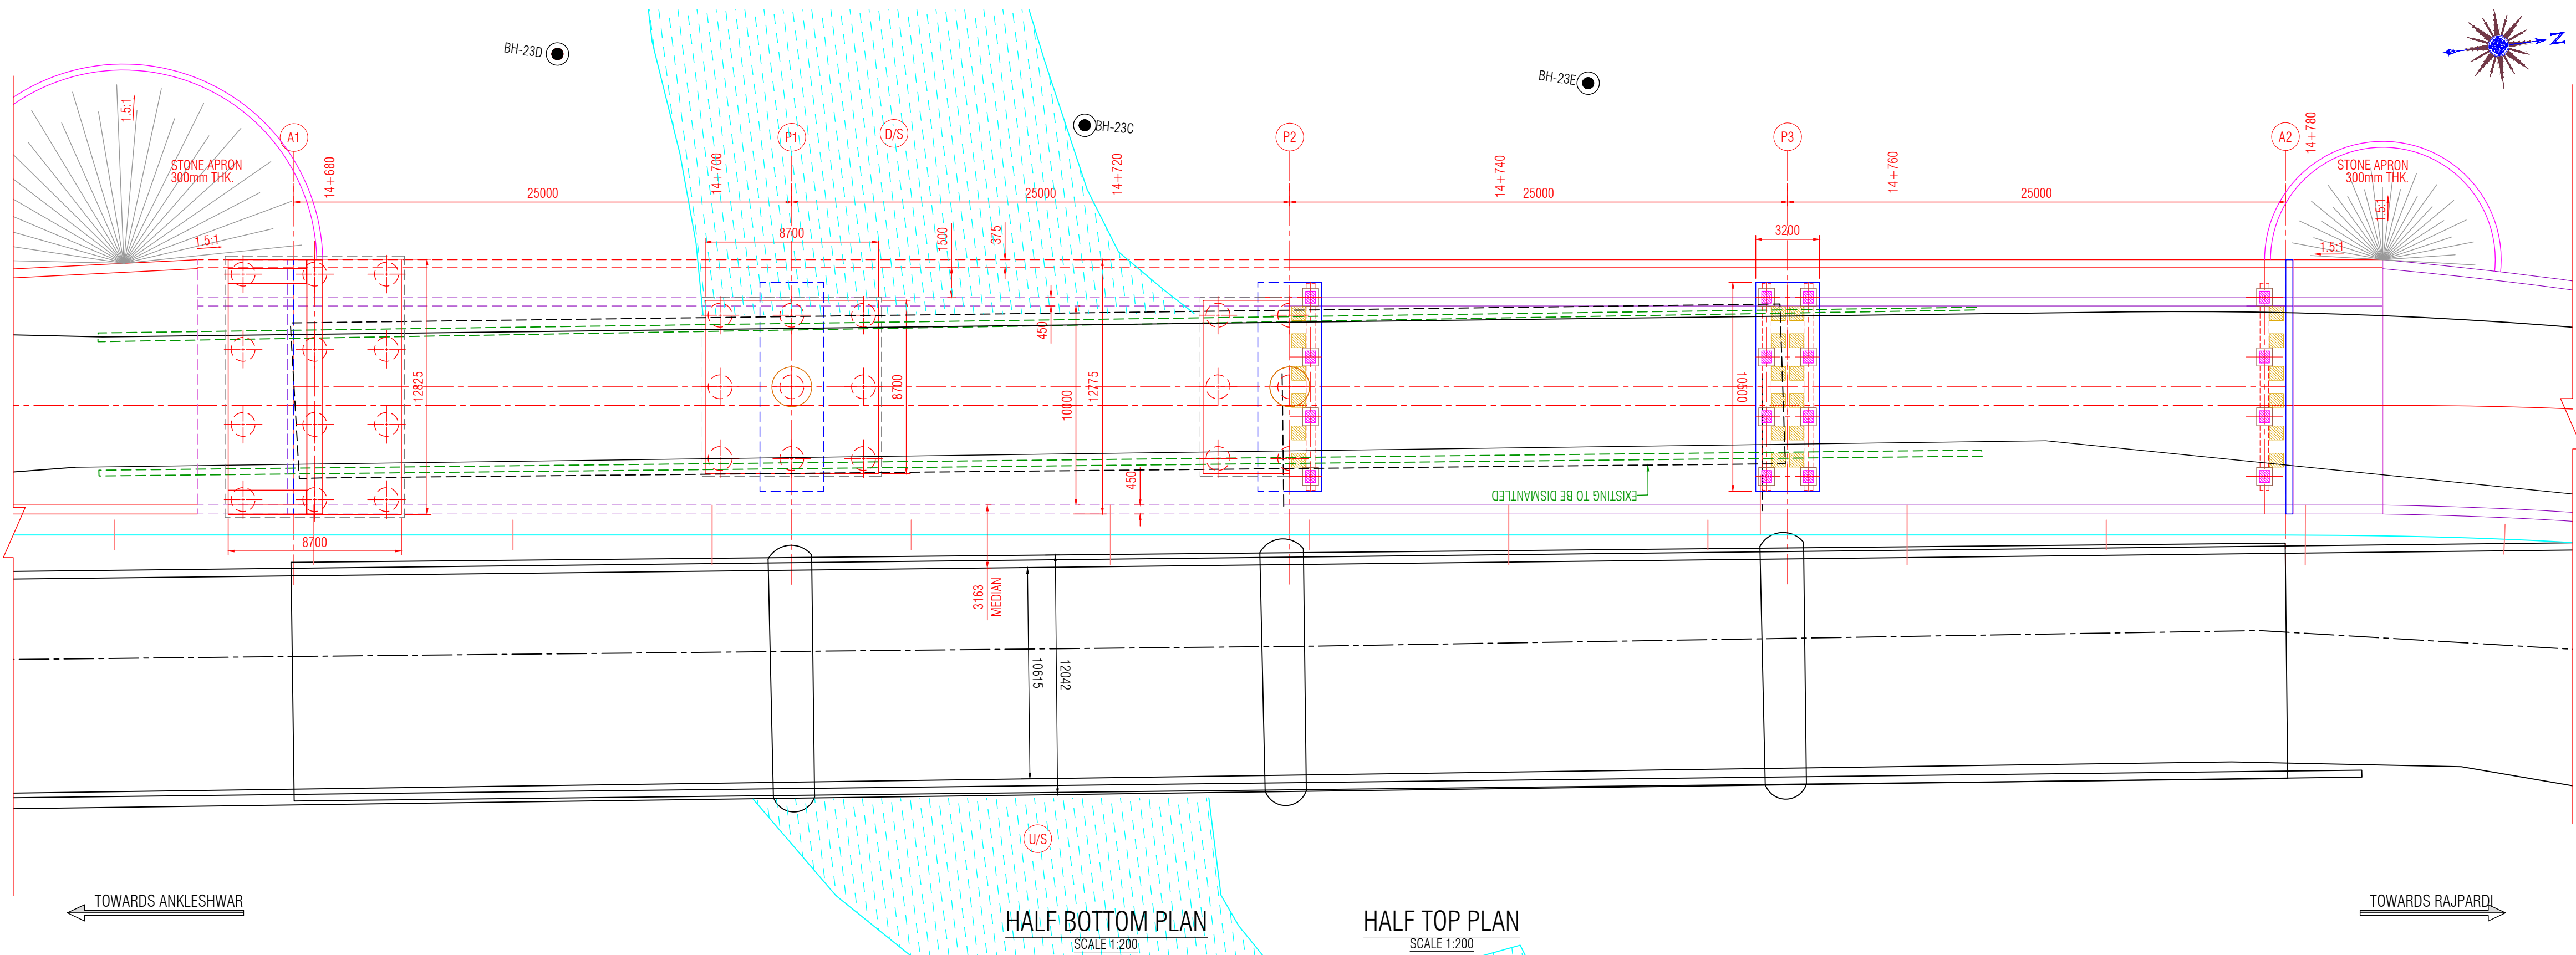 BH-23D
BH-23E
N
BH-23C
A1
P1
D/S
P2
P3
A2
14+680
14+700
14+720
14+740
14+760
14+780
STONE APRON
300mm THK.
1.5:1
1.5:1
STONE APRON
300mm THK.
1.5:1
1.5:1
25000
25000
25000
25000
8700
1500
375
3200
450
12825
8700
10000
12775
10500
450
EXISTING TO BE DISMANTLED
8700
3163
MEDIAN
10615
12042
U/S
TOWARDS ANKLESHWAR
TOWARDS RAJPARDI
HALF BOTTOM PLAN
SCALE 1:200
HALF TOP PLAN
SCALE 1:200